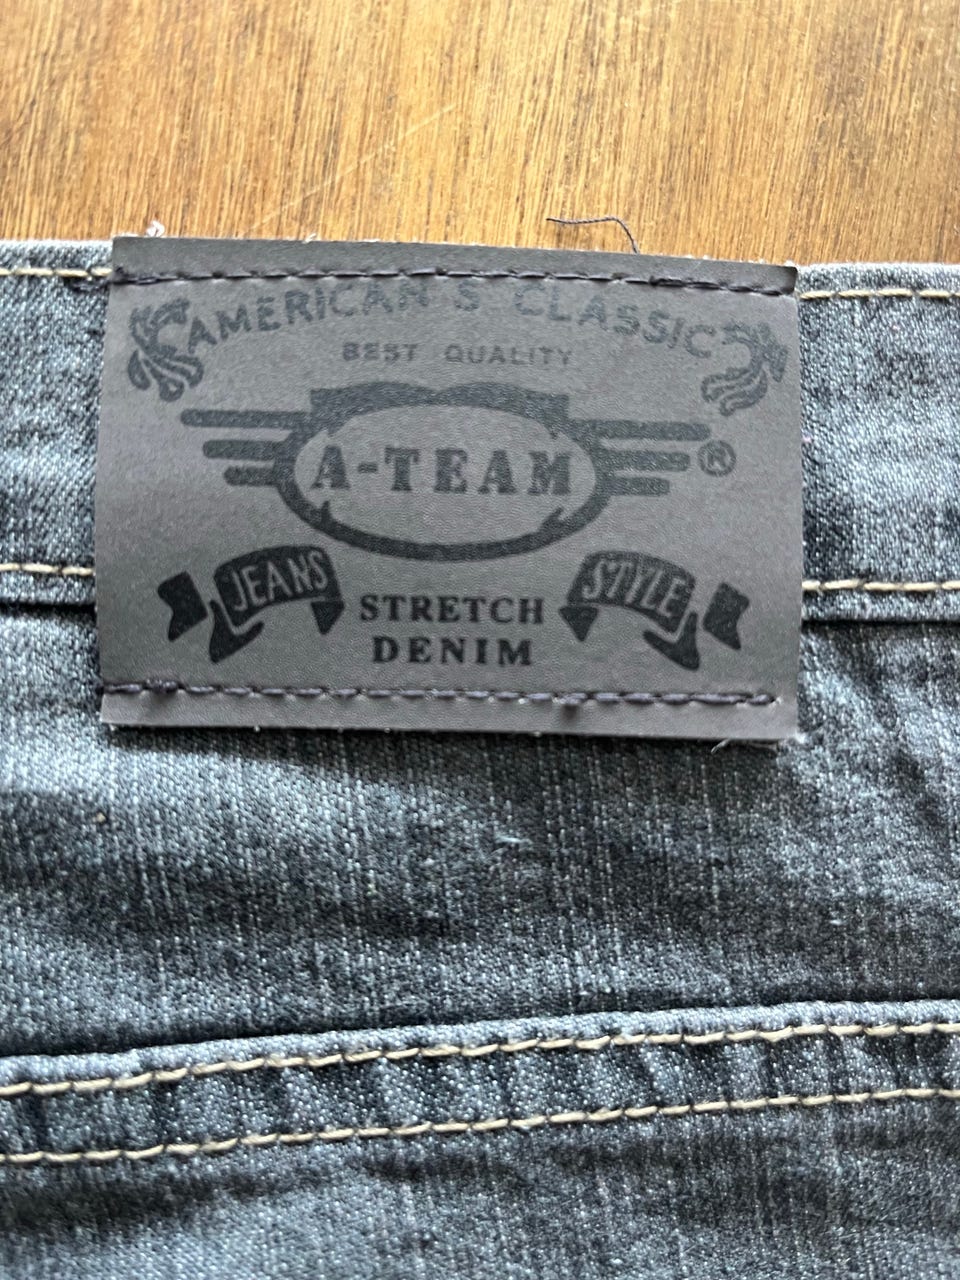 AMERICAN'S CLASSIC
BEST QUALITY
A-TEAM ®
JEANS
STYLE
STRETCH
DENIM